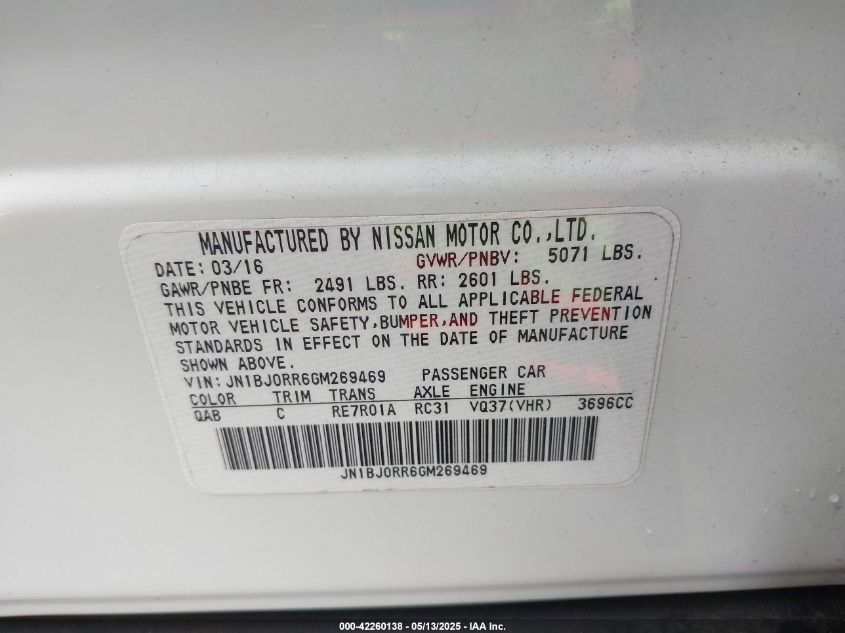 MANUFACTURED BY NISSAN MOTOR CO.,LTD.
DATE: 03/16 GVWR/PNBV: 5071 LBS.
GAWR/PNBE FR: 2491 LBS. RR: 2601 LBS.
THIS VEHICLE CONFORMS TO ALL APPLICABLE FEDERAL
MOTOR VEHICLE SAFETY,BUMPER,AND THEFT PREVENTION
STANDARDS IN EFFECT ON THE DATE OF MANUFACTURE
SHOWN ABOVE.
VIN: JN1BJ0RR6GM269469 PASSENGER CAR
COLOR TRIM TRANS AXLE ENGINE
QAB C RE7R01A RC31 VQ37(VHR) 3696CC
JN1BJ0RR6GM269469
000-42260138 - 05/13/2025 - IAA Inc.